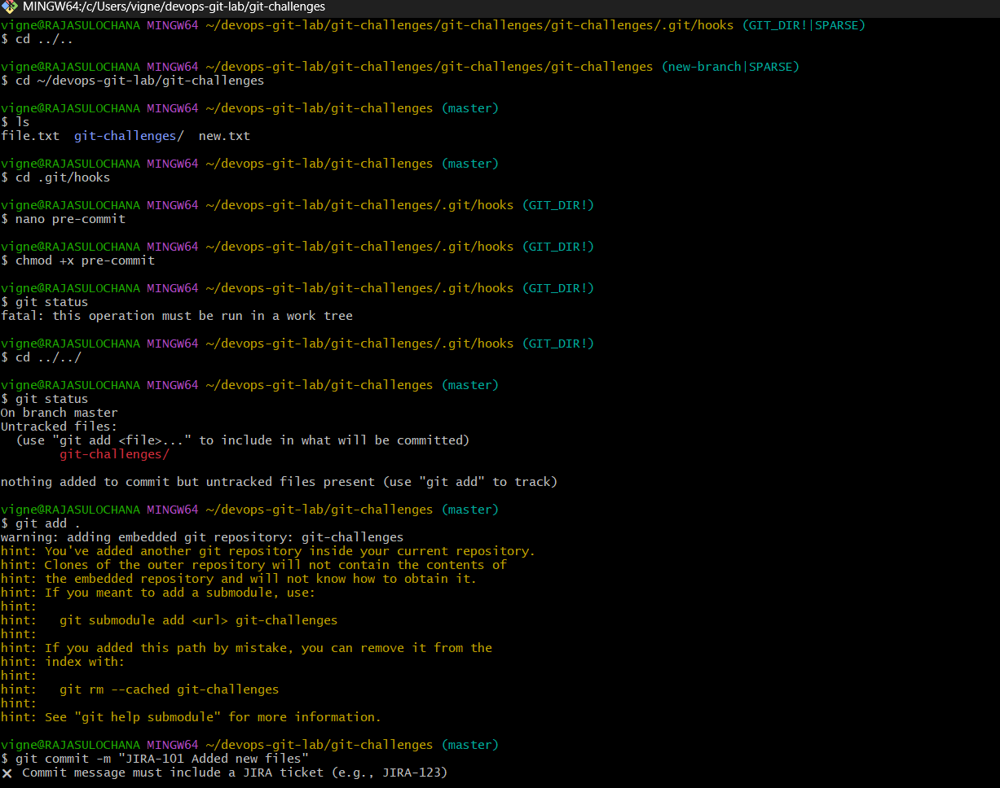 MINGW64:/c/Users/vigne/devops-git-lab/git-challenges
vigne@RAJASULOCHANA MINGW64 ~/devops-git-lab/git-challenges/git-challenges/git-challenges/.git/hooks (GIT_DIR!|SPARSE)
$ cd ../..
vigne@RAJASULOCHANA MINGW64 ~/devops-git-lab/git-challenges/git-challenges/git-challenges (new-branch|SPARSE)
$ cd ~/devops-git-lab/git-challenges
vigne@RAJASULOCHANA MINGW64 ~/devops-git-lab/git-challenges (master)
$ ls
file.txt  git-challenges/  new.txt
vigne@RAJASULOCHANA MINGW64 ~/devops-git-lab/git-challenges (master)
$ cd .git/hooks
vigne@RAJASULOCHANA MINGW64 ~/devops-git-lab/git-challenges/.git/hooks (GIT_DIR!)
$ nano pre-commit
vigne@RAJASULOCHANA MINGW64 ~/devops-git-lab/git-challenges/.git/hooks (GIT_DIR!)
$ chmod +x pre-commit
vigne@RAJASULOCHANA MINGW64 ~/devops-git-lab/git-challenges/.git/hooks (GIT_DIR!)
$ git status
fatal: this operation must be run in a work tree
vigne@RAJASULOCHANA MINGW64 ~/devops-git-lab/git-challenges/.git/hooks (GIT_DIR!)
$ cd ../../
vigne@RAJASULOCHANA MINGW64 ~/devops-git-lab/git-challenges (master)
$ git status
On branch master
Untracked files:
  (use "git add <file>..." to include in what will be committed)
        git-challenges/
nothing added to commit but untracked files present (use "git add" to track)
vigne@RAJASULOCHANA MINGW64 ~/devops-git-lab/git-challenges (master)
$ git add .
warning: adding embedded git repository: git-challenges
hint: You've added another git repository inside your current repository.
hint: Clones of the outer repository will not contain the contents of
hint: the embedded repository and will not know how to obtain it.
hint: If you meant to add a submodule, use:
hint:
hint:   git submodule add <url> git-challenges
hint:
hint: If you added this path by mistake, you can remove it from the
hint: index with:
hint:
hint:   git rm --cached git-challenges
hint:
hint: See "git help submodule" for more information.
vigne@RAJASULOCHANA MINGW64 ~/devops-git-lab/git-challenges (master)
$ git commit -m "JIRA-101 Added new files"
❌ Commit message must include a JIRA ticket (e.g., JIRA-123)